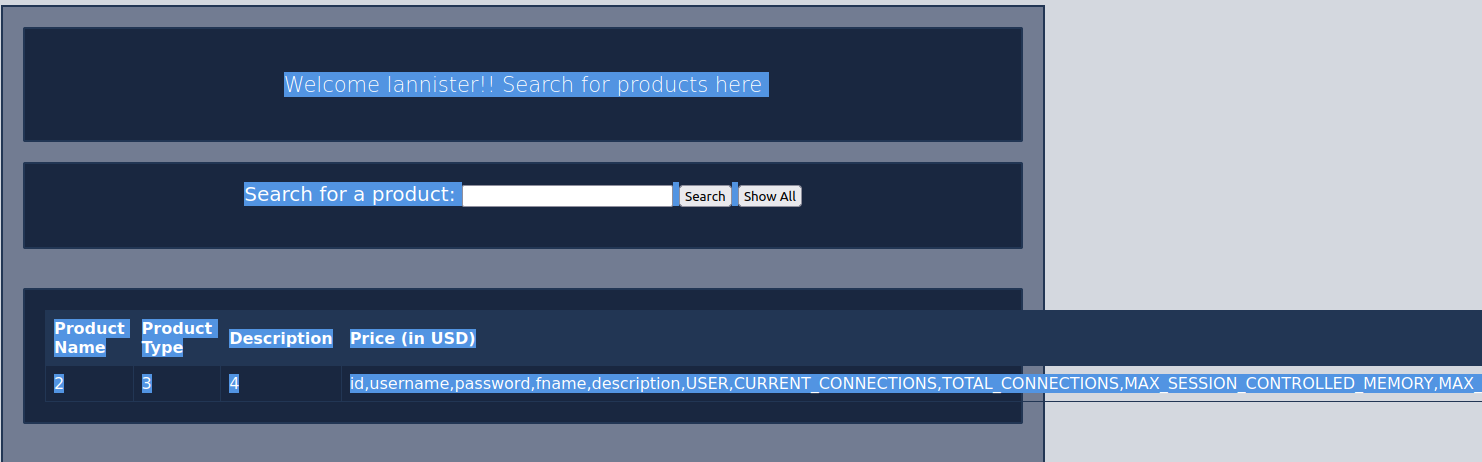 Welcome lannister!! Search for products here
Search for a product: Search Show All
Product Name Product Type Description Price (in USD)
2 3 4 id,username,password,fname,description,USER,CURRENT_CONNECTIONS,TOTAL_CONNECTIONS,MAX_SESSION_CONTROLLED_MEMORY,MAX_